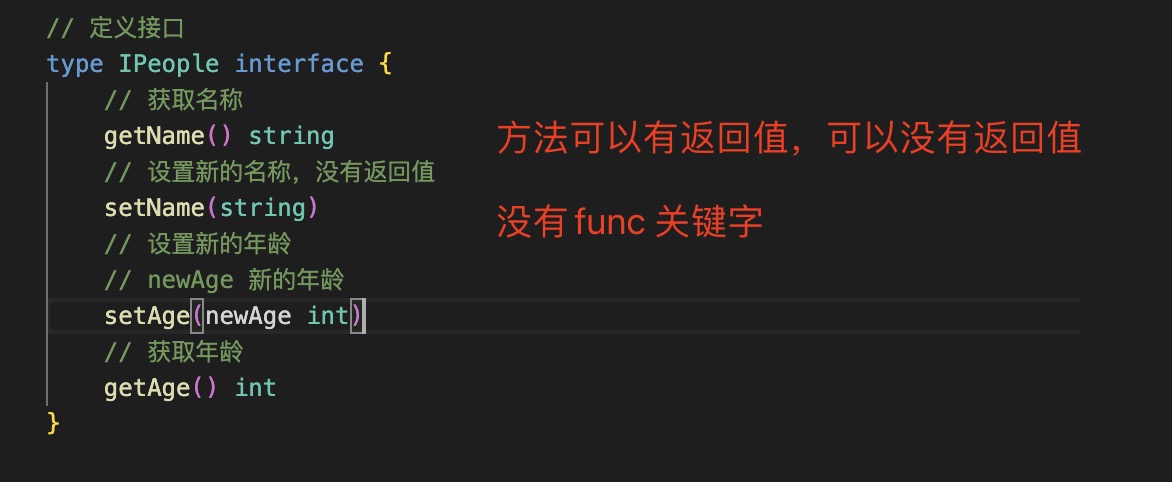 // 定义接口
type IPeople interface {
// 获取名称
getName() string
方法可以有返回值，可以没有返回值
// 设置新的名称，没有返回值
setName(string)
没有 func 关键字
// 设置新的年龄
// newAge 新的年龄
setAge(newAge int)
// 获取年龄
getAge() int
}